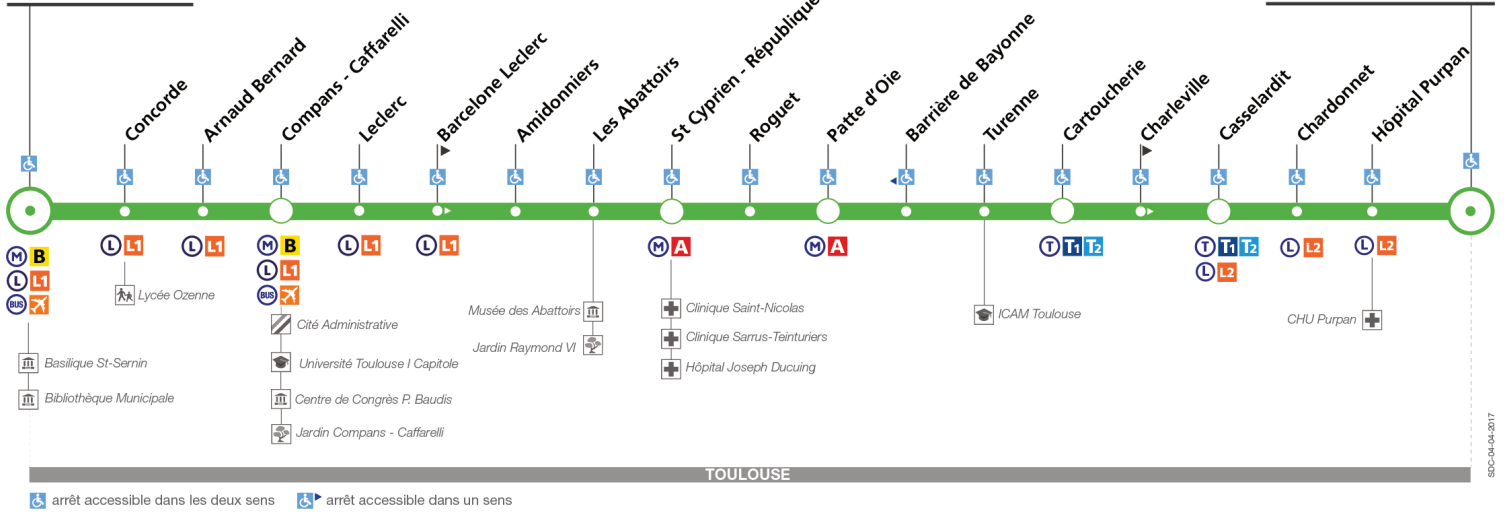 Concorde
Arnaud Bernard
Compans - Caffarelli
Leclerc
Barcelone Leclerc
Amidonniers
Les Abattoirs
St Cyprien - République
Roguet
Patte d'Oie
Barrière de Bayonne
Turenne
Cartoucherie
Charleville
Casselardit
Chardonnet
Hôpital Purpan
M B
L L1
BUS
L L1
L L1
M B
L L1
BUS
L L1
L L1
M A
M A
T T1 T2
T T1 T2
L L2
L L2
L L2
Basilique St-Sernin
Bibliothèque Municipale
Lycée Ozenne
Cité Administrative
Université Toulouse I Capitole
Centre de Congrès P. Baudis
Jardin Compans - Caffarelli
Musée des Abattoirs
Jardin Raymond VI
Clinique Saint-Nicolas
Clinique Sarrus-Teinturiers
Hôpital Joseph Ducuing
ICAM Toulouse
CHU Purpan
TOULOUSE
arrêt accessible dans les deux sens
arrêt accessible dans un sens
SDC-04-04-2017